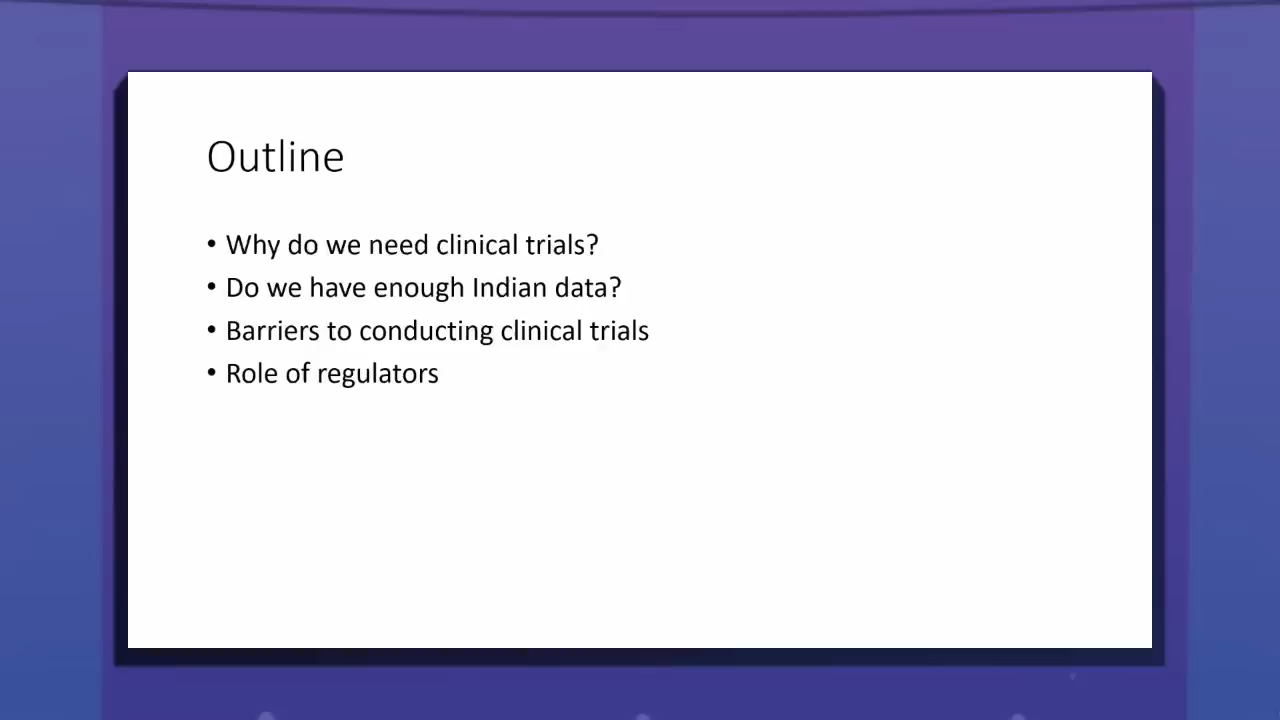 Outline
• Why do we need clinical trials?
• Do we have enough Indian data?
• Barriers to conducting clinical trials
• Role of regulators